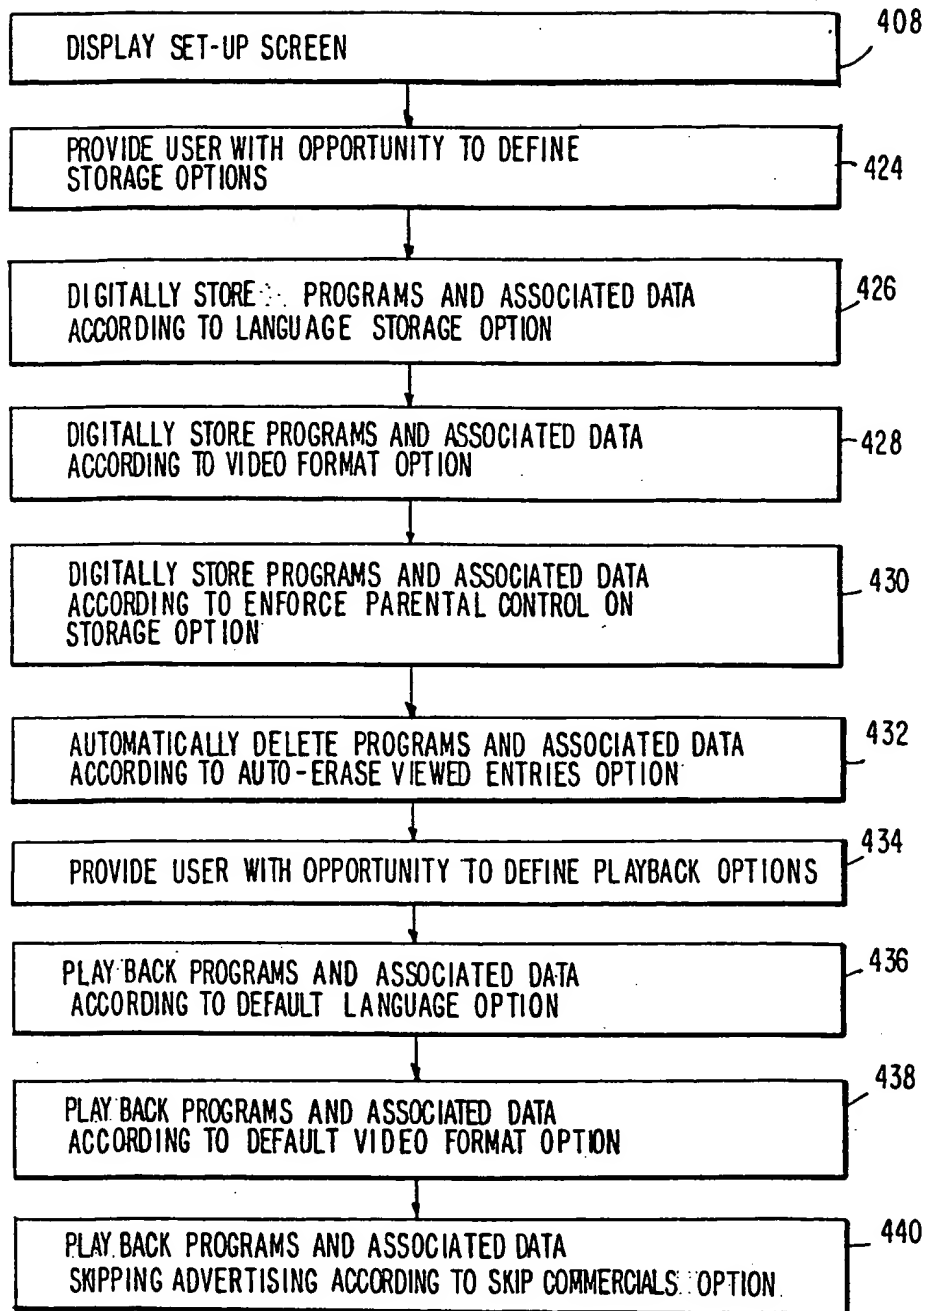 DISPLAY SET-UP SCREEN
408
PROVIDE USER WITH OPPORTUNITY TO DEFINE
STORAGE OPTIONS
424
DIGITALLY STORE PROGRAMS AND ASSOCIATED DATA
ACCORDING TO LANGUAGE STORAGE OPTION
426
DIGITALLY STORE PROGRAMS AND ASSOCIATED DATA
ACCORDING TO VIDEO FORMAT OPTION
428
DIGITALLY STORE PROGRAMS AND ASSOCIATED DATA
ACCORDING TO ENFORCE PARENTAL CONTROL ON
STORAGE OPTION
430
AUTOMATICALLY DELETE PROGRAMS AND ASSOCIATED DATA
ACCORDING TO AUTO-ERASE VIEWED ENTRIES OPTION
432
PROVIDE USER WITH OPPORTUNITY TO DEFINE PLAYBACK OPTIONS
434
PLAY BACK PROGRAMS AND ASSOCIATED DATA
ACCORDING TO DEFAULT LANGUAGE OPTION
436
PLAY BACK PROGRAMS AND ASSOCIATED DATA
ACCORDING TO DEFAULT VIDEO FORMAT OPTION
438
PLAY BACK PROGRAMS AND ASSOCIATED DATA
SKIPPING ADVERTISING ACCORDING TO SKIP COMMERCIALS OPTION
440